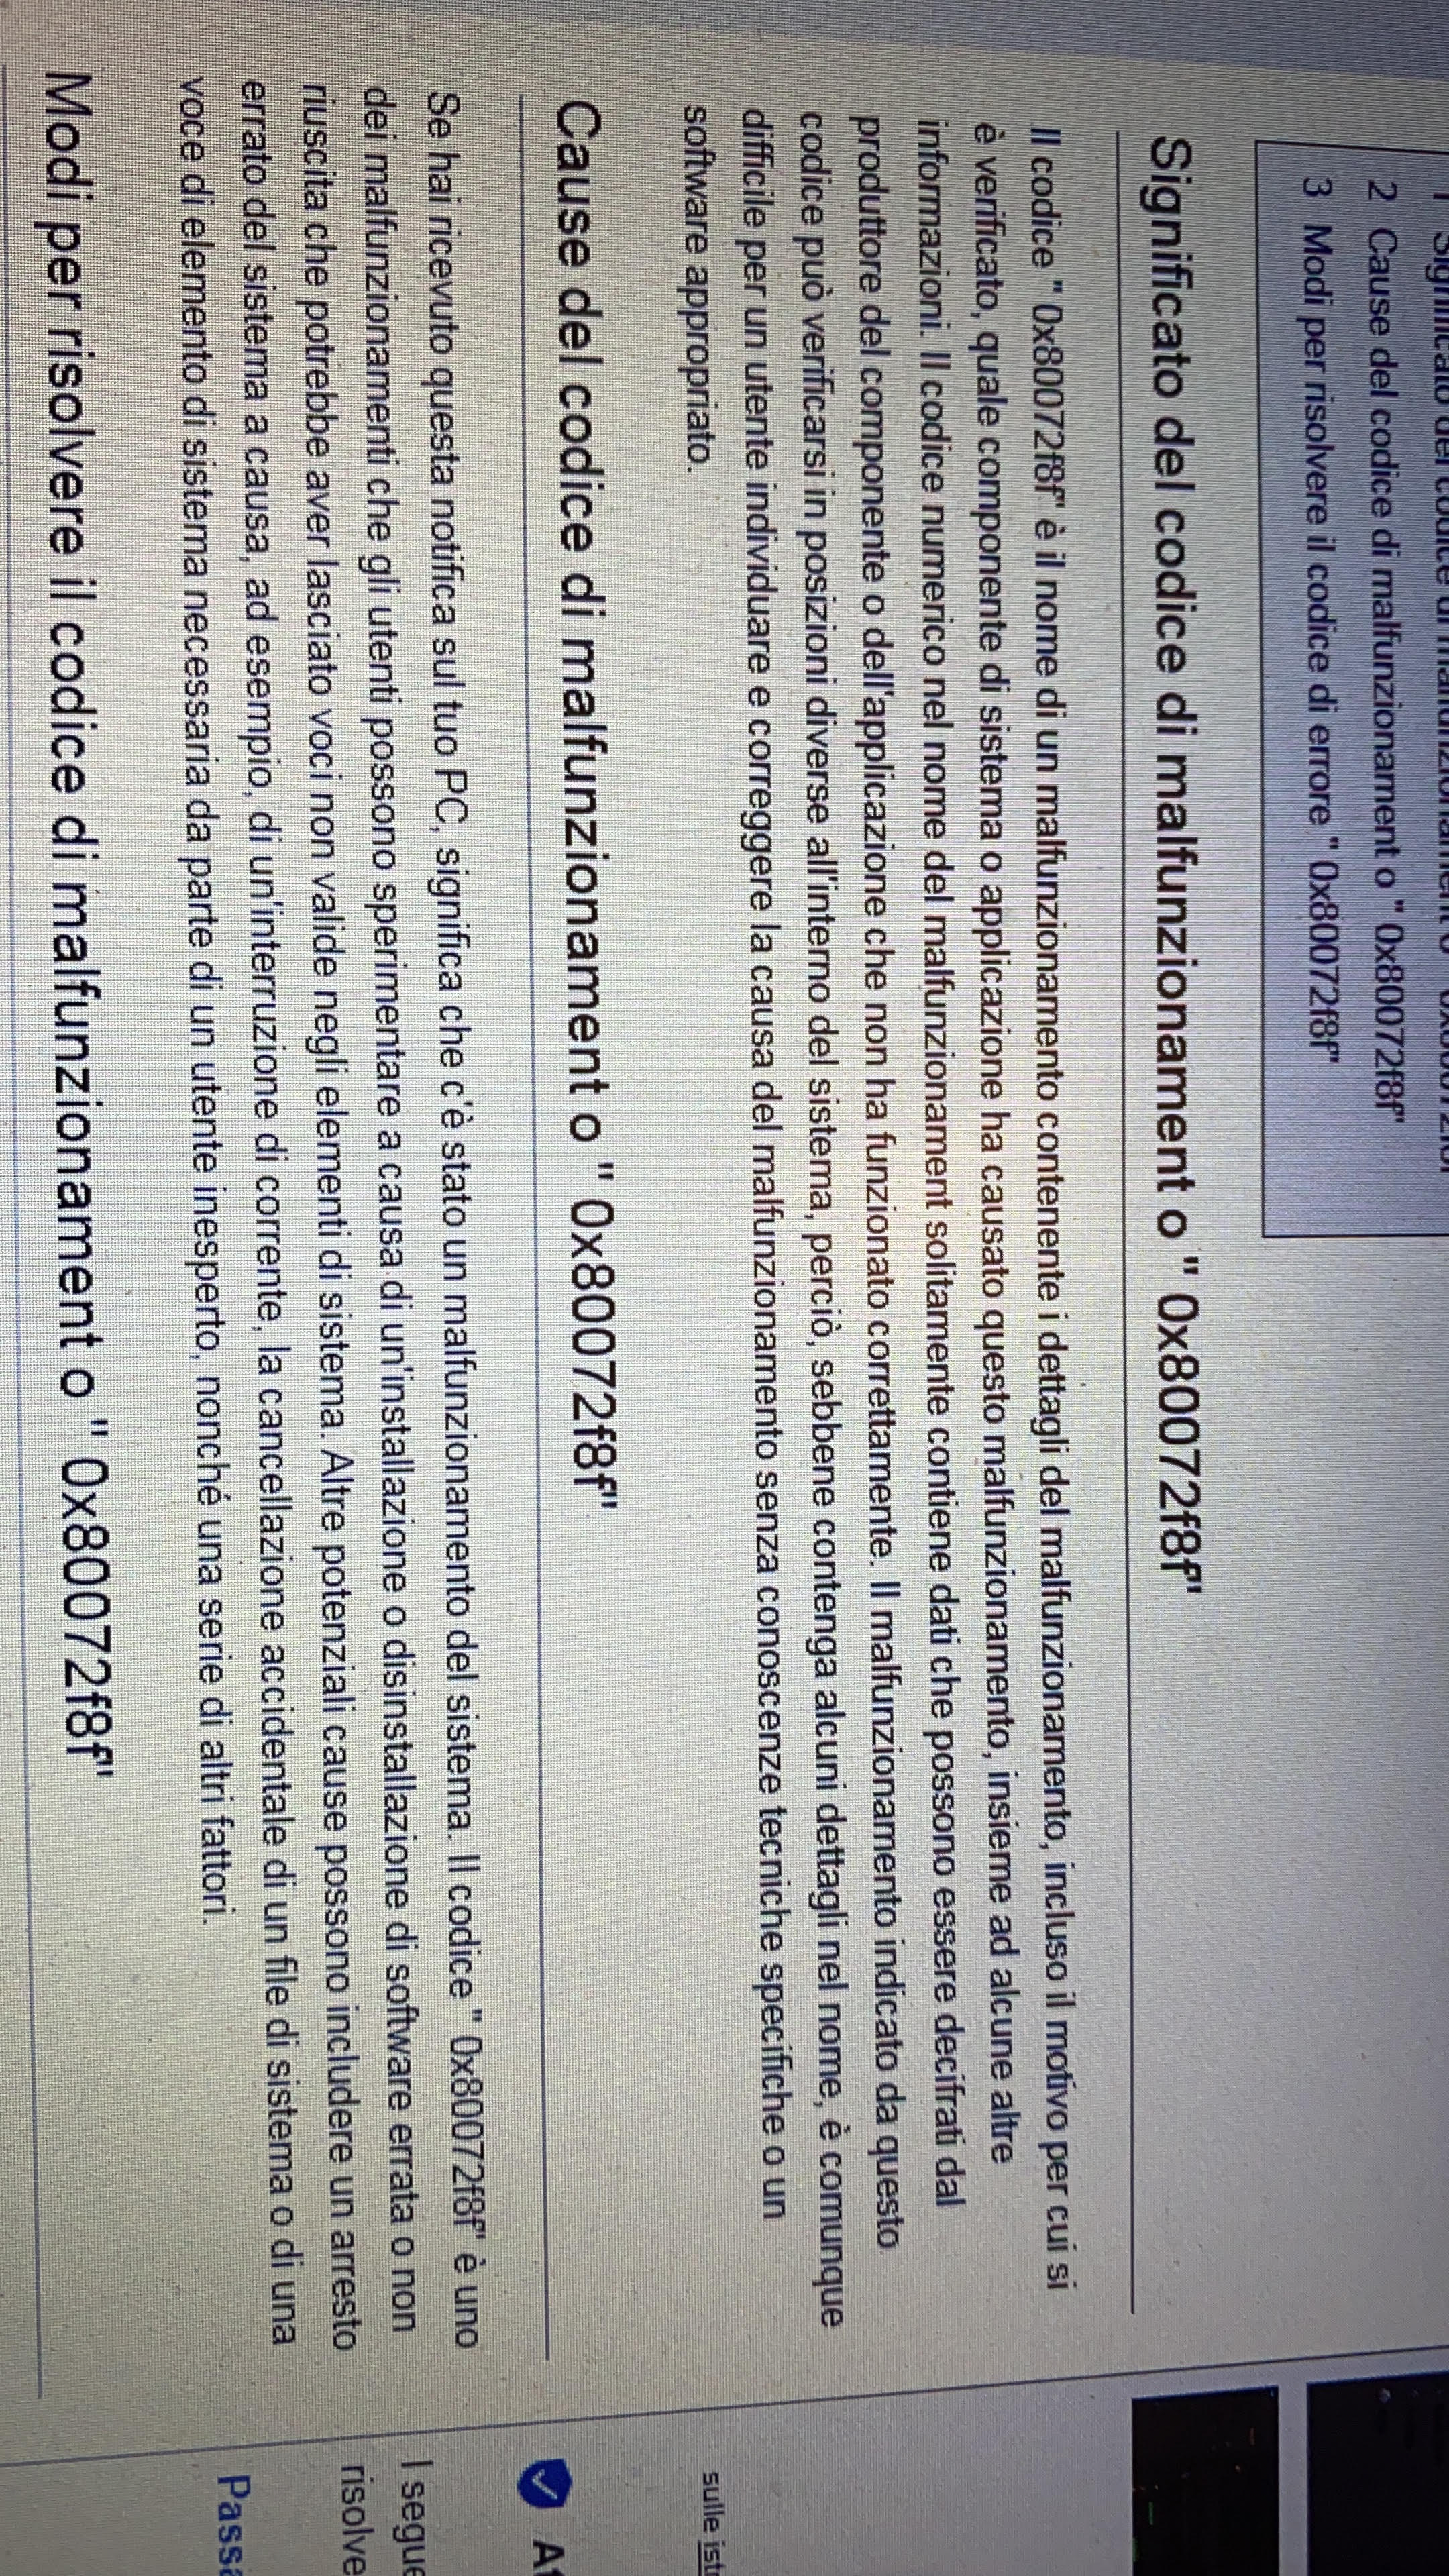 2 Cause del codice di malfunzionament o " 0x80072f8f"
3 Modi per risolvere il codice di errore " 0x80072f8f"
Significato del codice di malfunzionament o " 0x80072f8f"
Il codice " 0x80072f8f" è il nome di un malfunzionamento contenente i dettagli del malfunzionamento, incluso il motivo per cui si
è verificato, quale componente di sistema o applicazione ha causato questo malfunzionamento, insieme ad alcune altre
informazioni. Il codice numerico nel nome del malfunzionament solitamente contiene dati che possono essere decifrati dal
produttore del componente o dell'applicazione che non ha funzionato correttamente. Il malfunzionamento indicato da questo
codice può verificarsi in posizioni diverse all'interno del sistema, perciò, sebbene contenga alcuni dettagli nel nome, è comunque
difficile per un utente individuare e correggere la causa del malfunzionamento senza conoscenze tecniche specifiche o un
software appropriato.
Cause del codice di malfunzionament o " 0x80072f8f"
Se hai ricevuto questa notifica sul tuo PC, significa che c'è stato un malfunzionamento del sistema. Il codice " 0x80072f8f" è uno
dei malfunzionamenti che gli utenti possono sperimentare a causa di un'installazione o disinstallazione di software errata o non
riuscita che potrebbe aver lasciato voci non valide negli elementi di sistema. Altre potenziali cause possono includere un arresto
errato del sistema a causa, ad esempio, di un'interruzione di corrente, la cancellazione accidentale di un file di sistema o di una
voce di elemento di sistema necessaria da parte di un utente inesperto, nonché una serie di altri fattori.
Modi per risolvere il codice di malfunzionament o " 0x80072f8f"
sulle
I segue
risolve